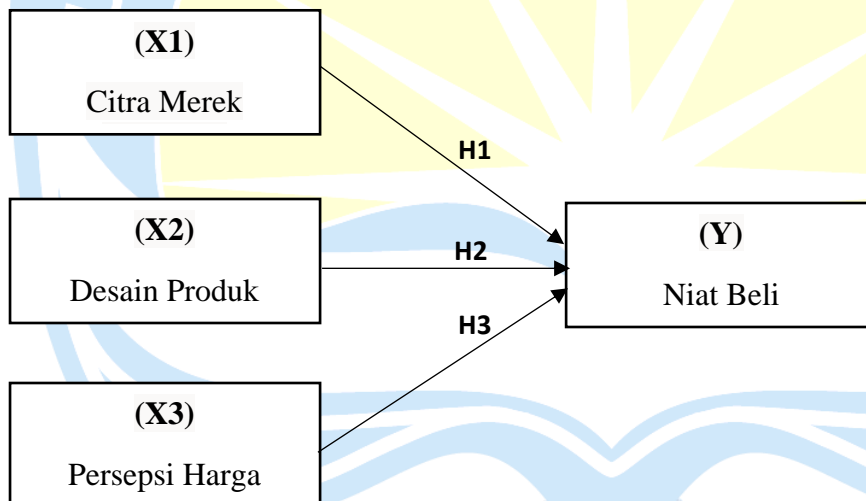 (X1)
Citra Merek
H1
(X2)
Desain Produk
H2
(Y)
Niat Beli
H3
(X3)
Persepsi Harga